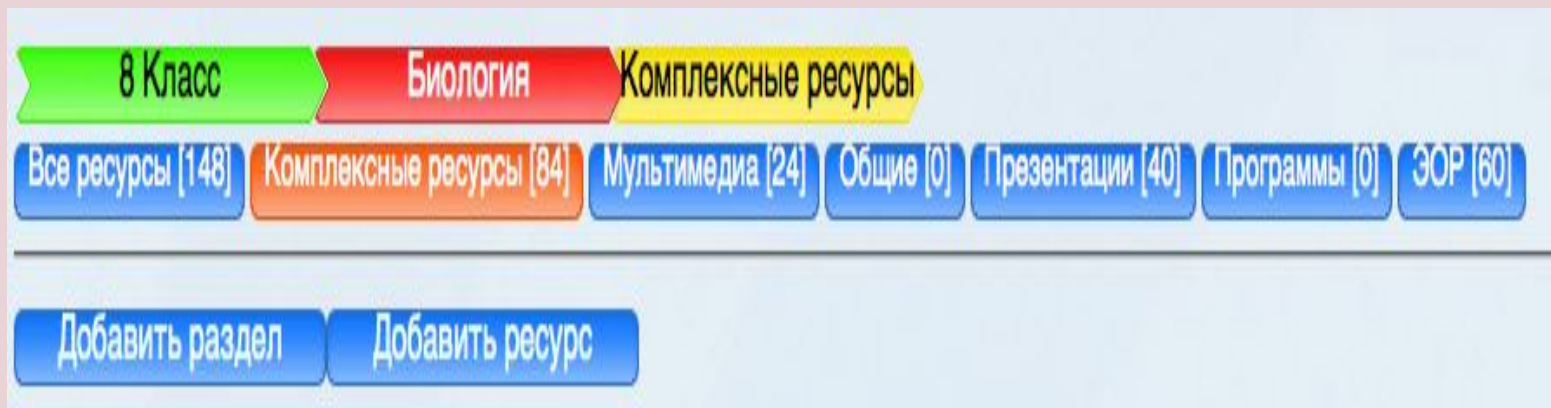 8 Класс Биология Комплексные ресурсы
Все ресурсы [148] Комплексные ресурсы [84] Мультимедиа [24] Общие [0] Презентации [40] Программы [0] ЭОР [60]
Добавить раздел Добавить ресурс